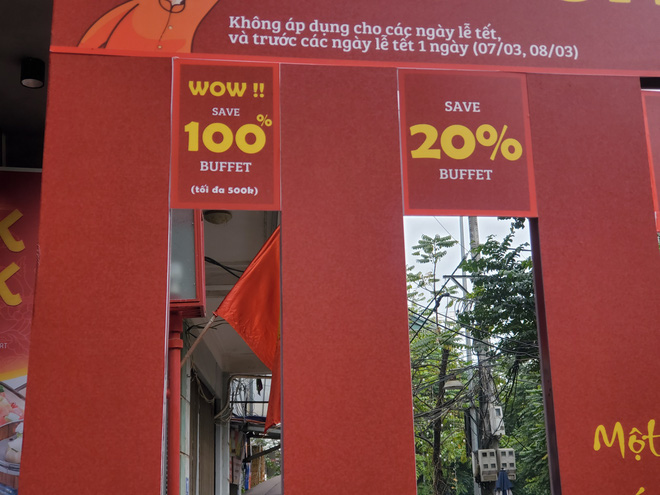 Không áp dụng cho các ngày lễ tết,
và trước các ngày lễ tết 1 ngày (07/03, 08/03)
WOW !!
SAVE
100%
BUFFET
(tối đa 500k)
SAVE
20%
BUFFET
Một